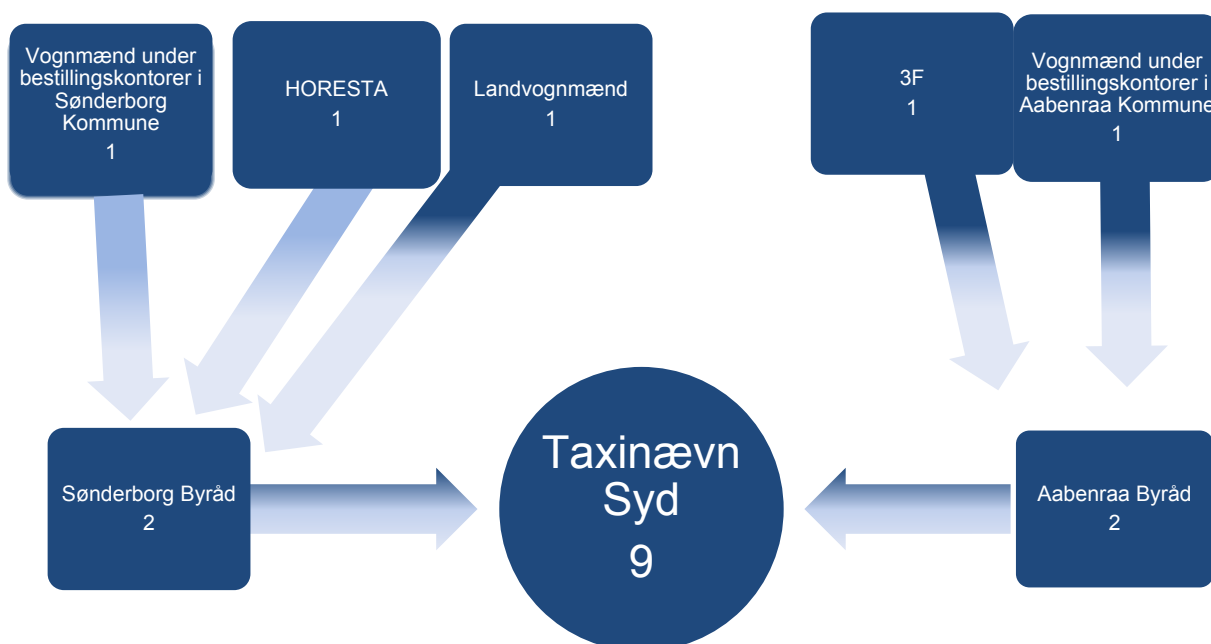 Vognmænd under
bestillingskontorer i
Sønderborg
Kommune
1
HORESTA
1
Landvognmænd
1
3F
1
Vognmænd under
bestillingskontorer i
Aabenraa Kommune
1
Sønderborg Byråd
2
Taxinævn
Syd
9
Aabenraa Byråd
2